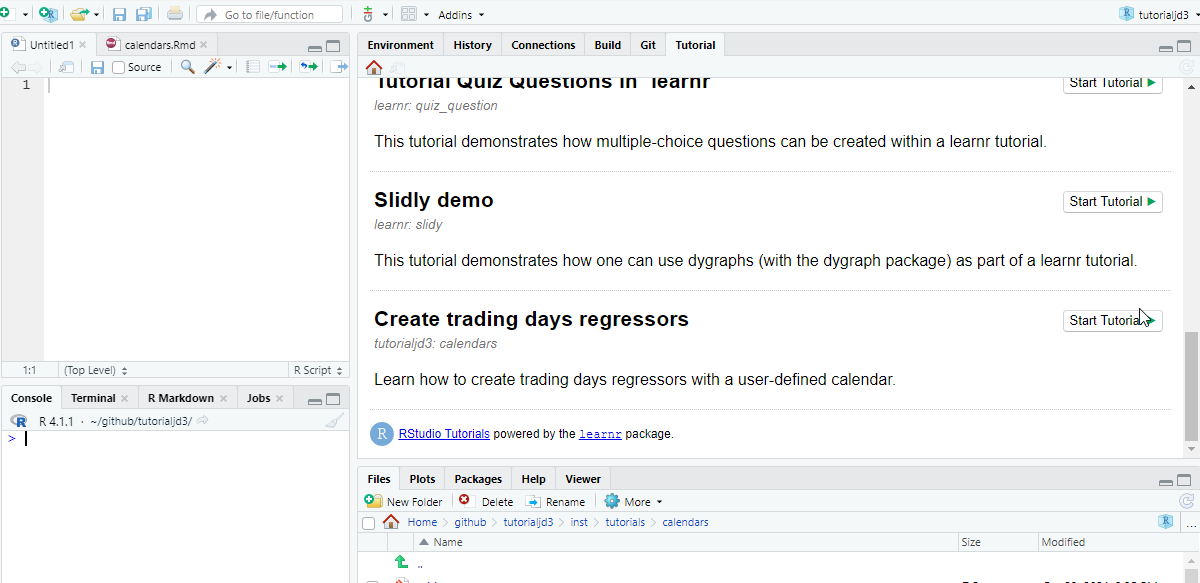 Go to file/function
Addins
tutorialjd3
Untitled1
calendars.Rmd
Source
1
1:1
(Top Level)
R Script
Console
Terminal
R Markdown
Jobs
R 4.1.1 · ~/github/tutorialjd3/
>
Environment
History
Connections
Build
Git
Tutorial
Tutorial Quiz Questions in `learnr`
Start Tutorial
learnr: quiz_question
This tutorial demonstrates how multiple-choice questions can be created within a learnr tutorial.
Slidly demo
Start Tutorial
learnr: slidy
This tutorial demonstrates how one can use dygraphs (with the dygraph package) as part of a learnr tutorial.
Create trading days regressors
Start Tutorial
tutorialjd3: calendars
Learn how to create trading days regressors with a user-defined calendar.
R RStudio Tutorials powered by the learnr package.
Files
Plots
Packages
Help
Viewer
New Folder
Delete
Rename
More
Home
github
tutorialjd3
inst
tutorials
calendars
...
Name
Size
Modified
..